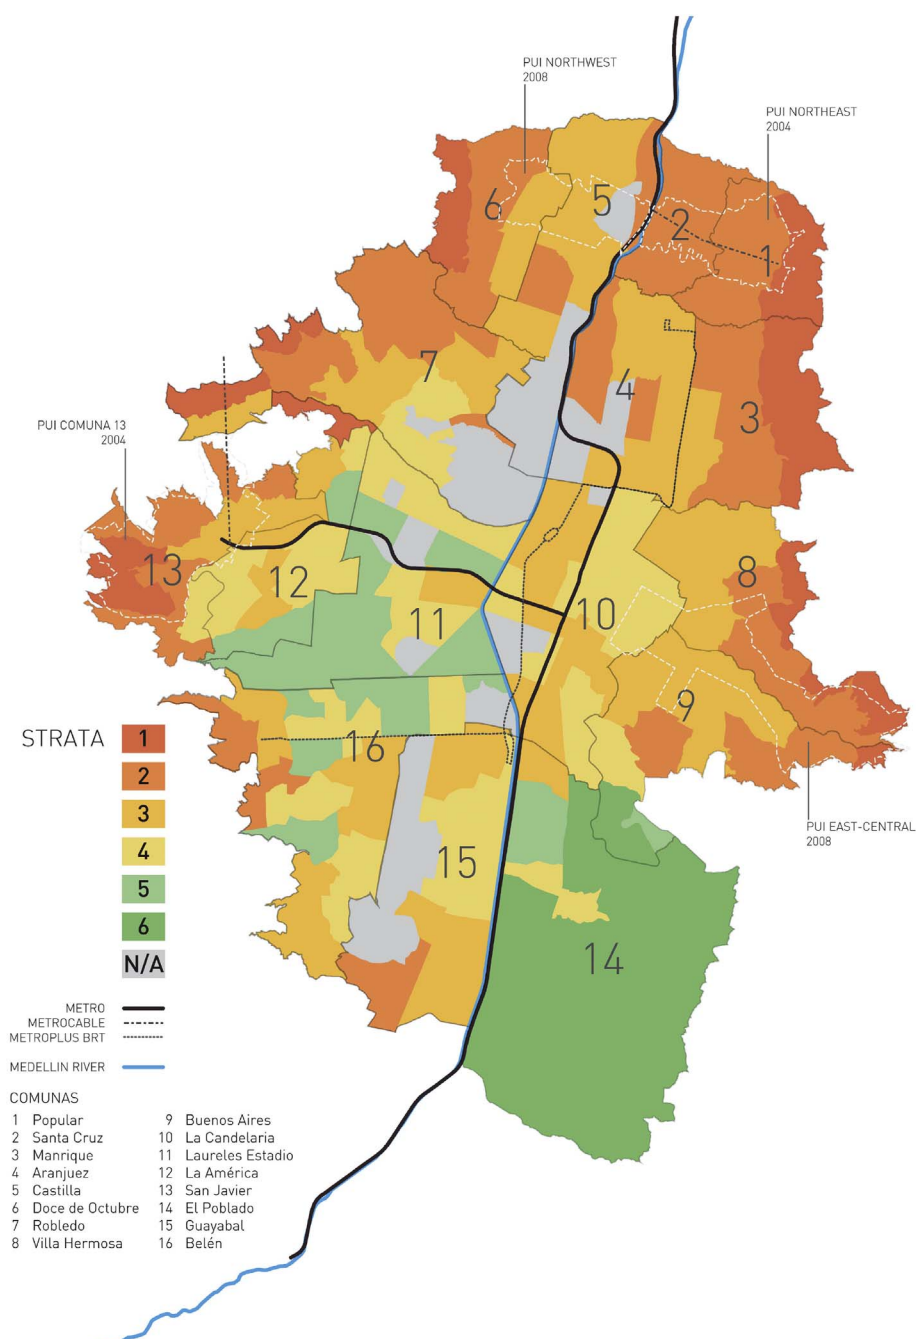 PUI NORTHWEST
2008
PUI NORTHEAST
2004
6
5
2
1
7
4
3
PUI COMUNA 13
2004
13
12
11
10
8
9
16
15
14
PUI EAST-CENTRAL
2008
STRATA
1
2
3
4
5
6
N/A
METRO
METROCABLE
METROPLUS BRT
MEDELLIN RIVER
COMUNAS
1 Popular
2 Santa Cruz
3 Manrique
4 Aranjuez
5 Castilla
6 Doce de Octubre
7 Robledo
8 Villa Hermosa
9 Buenos Aires
10 La Candelaria
11 Laureles Estadio
12 La América
13 San Javier
14 El Poblado
15 Guayabal
16 Belén